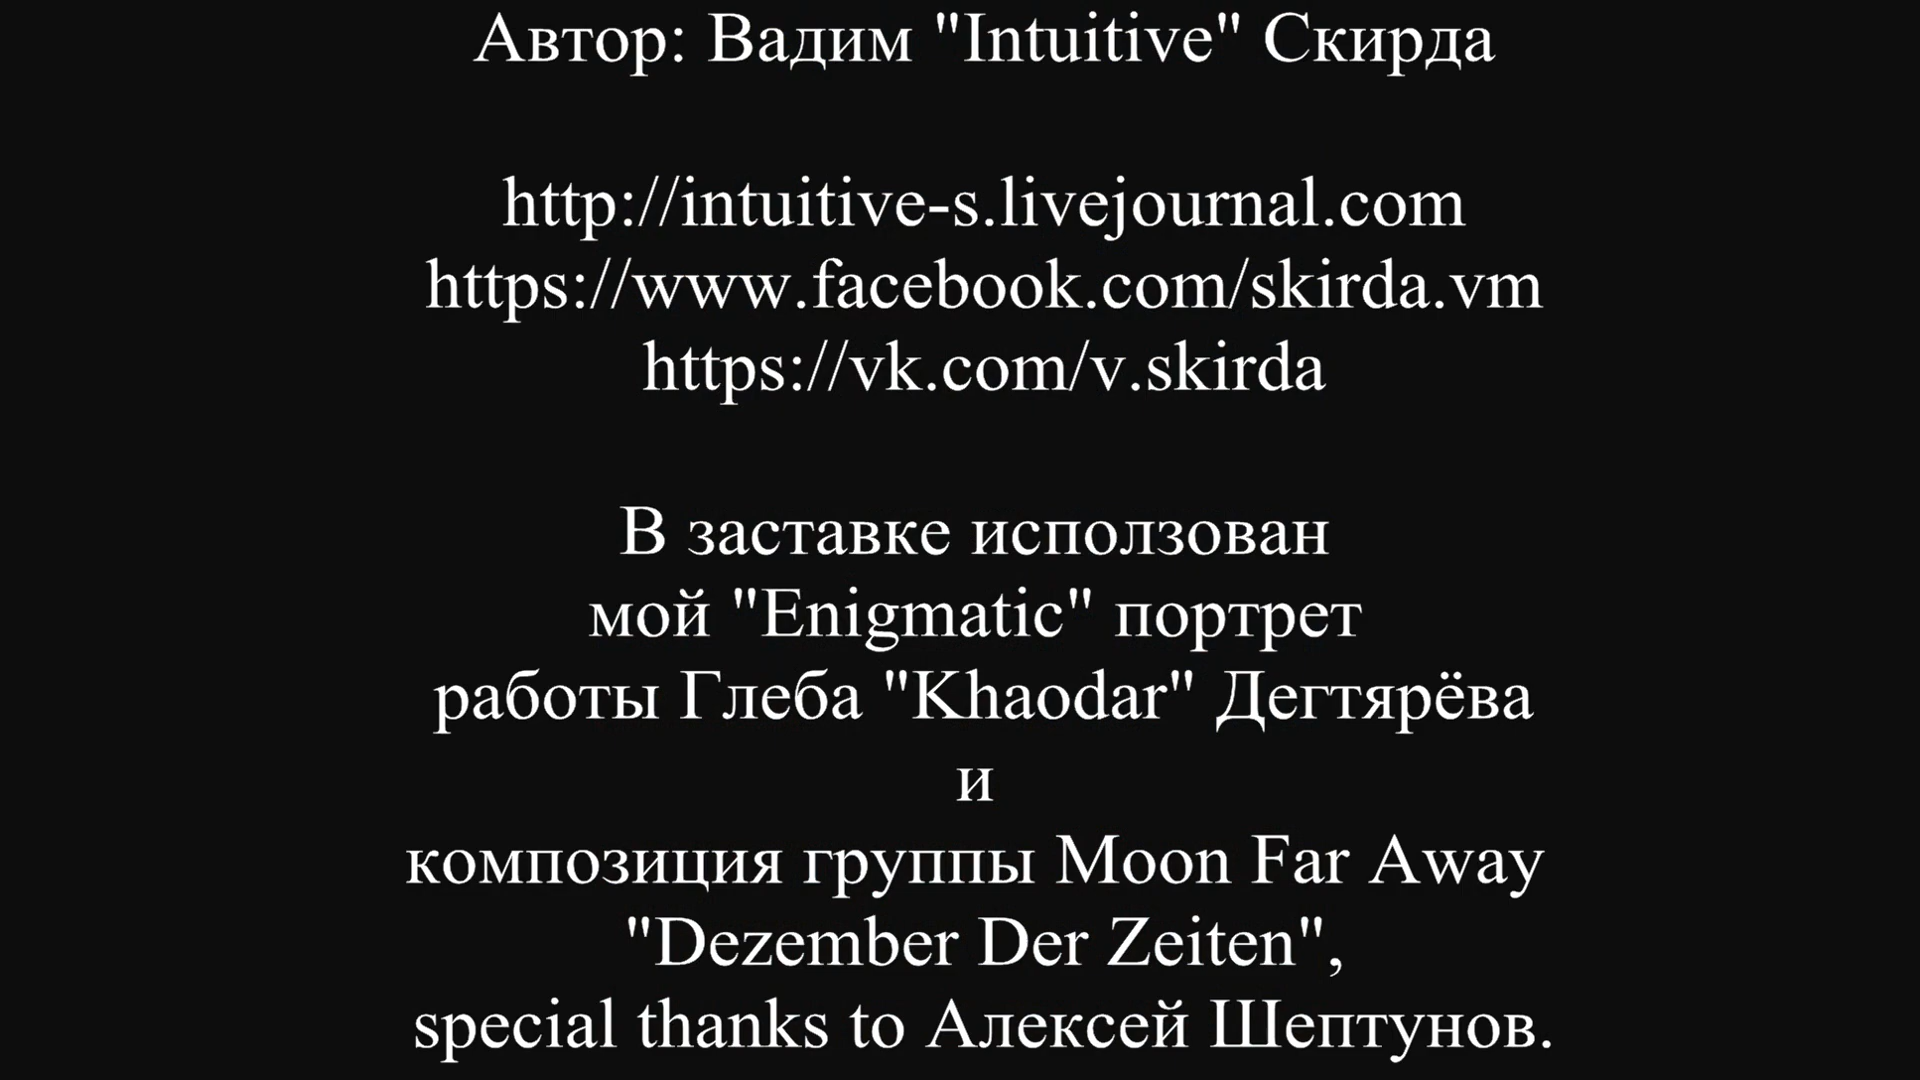 Автор: Вадим "Intuitive" Скирда
http://intuitive-s.livejournal.com
https://www.facebook.com/skirda.vm
https://vk.com/v.skirda
В заставке исползован
мой "Enigmatic" портрет
работы Глеба "Khaodar" Дегтярёва
и
композиция группы Moon Far Away
"Dezember Der Zeiten",
special thanks to Алексей Шептунов.